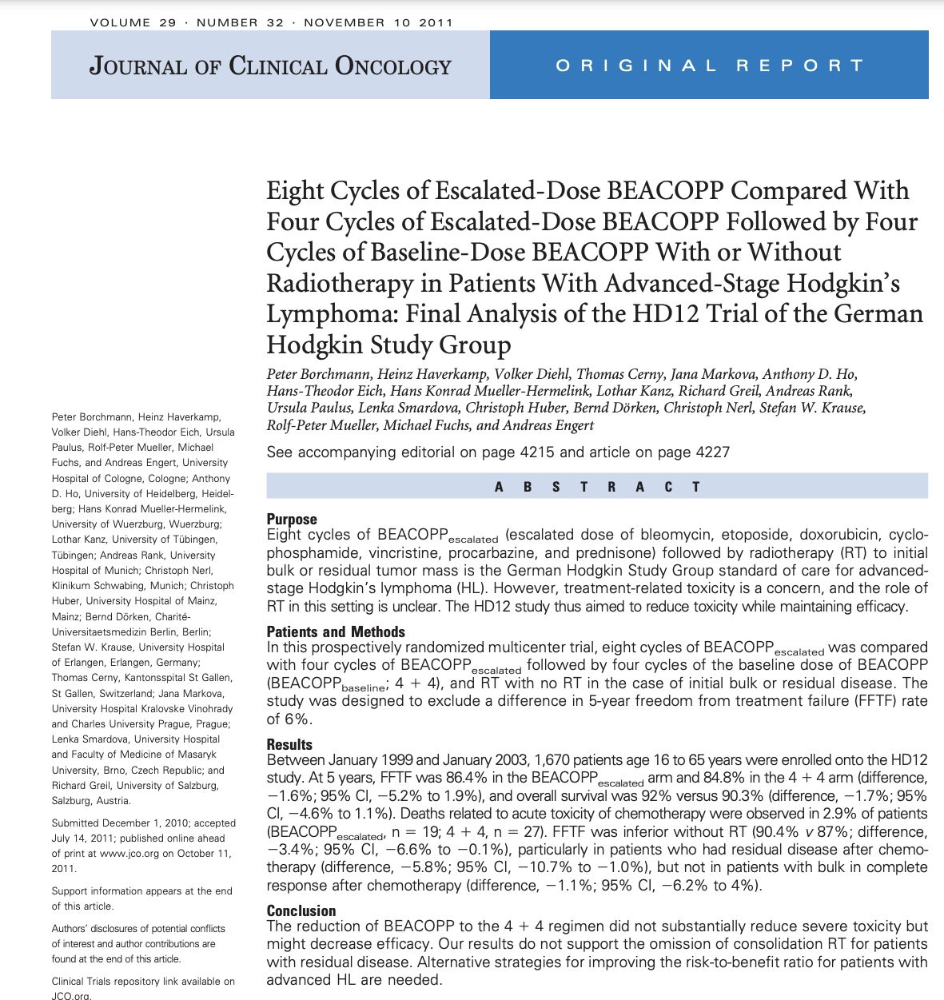 VOLUME 29 · NUMBER 32 · NOVEMBER 10 2011
JOURNAL OF CLINICAL ONCOLOGY
ORIGINAL REPORT
Eight Cycles of Escalated-Dose BEACOPP Compared With
Four Cycles of Escalated-Dose BEACOPP Followed by Four
Cycles of Baseline-Dose BEACOPP With or Without
Radiotherapy in Patients With Advanced-Stage Hodgkin’s
Lymphoma: Final Analysis of the HD12 Trial of the German
Hodgkin Study Group
Peter Borchmann, Heinz Haverkamp, Volker Diehl, Thomas Cerny, Jana Markova, Anthony D. Ho,
Hans-Theodor Eich, Hans Konrad Mueller-Hermelink, Lothar Kanz, Richard Greil, Andreas Rank,
Ursula Paulus, Lenka Smardova, Christoph Huber, Bernd Dörken, Christoph Nerl, Stefan W. Krause,
Rolf-Peter Mueller, Michael Fuchs, and Andreas Engert
See accompanying editorial on page 4215 and article on page 4227
Peter Borchmann, Heinz Haverkamp,
Volker Diehl, Hans-Theodor Eich, Ursula
Paulus, Rolf-Peter Mueller, Michael
Fuchs, and Andreas Engert, University
Hospital of Cologne, Cologne; Anthony
D. Ho, University of Heidelberg, Heidel-
berg; Hans Konrad Mueller-Hermelink,
University of Wuerzburg, Wuerzburg;
Lothar Kanz, University of Tübingen,
Tübingen; Andreas Rank, University
Hospital of Munich; Christoph Nerl,
Klinikum Schwabing, Munich; Christoph
Huber, University Hospital of Mainz,
Mainz; Bernd Dörken, Charité-
Universitaetsmedizin Berlin, Berlin;
Stefan W. Krause, University Hospital
of Erlangen, Erlangen, Germany;
Thomas Cerny, Kantonsspital St Gallen,
St Gallen, Switzerland; Jana Markova,
University Hospital Kralovske Vinohrady
and Charles University Prague, Prague;
Lenka Smardova, University Hospital
and Faculty of Medicine of Masaryk
University, Brno, Czech Republic; and
Richard Greil, University of Salzburg,
Salzburg, Austria.
Submitted December 1, 2010; accepted
July 14, 2011; published online ahead
of print at www.jco.org on October 11,
2011.
Support information appears at the end
of this article.
Authors’ disclosures of potential conflicts
of interest and author contributions are
found at the end of this article.
Clinical Trials repository link available on
JCO.org.
ABSTRACT
Purpose
Eight cycles of BEACOPPescalated (escalated dose of bleomycin, etoposide, doxorubicin, cyclo-
phosphamide, vincristine, procarbazine, and prednisone) followed by radiotherapy (RT) to initial
bulk or residual tumor mass is the German Hodgkin Study Group standard of care for advanced-
stage Hodgkin’s lymphoma (HL). However, treatment-related toxicity is a concern, and the role of
RT in this setting is unclear. The HD12 study thus aimed to reduce toxicity while maintaining efficacy.
Patients and Methods
In this prospectively randomized multicenter trial, eight cycles of BEACOPPescalated was compared
with four cycles of BEACOPPescalated followed by four cycles of the baseline dose of BEACOPP
(BEACOPPbaseline; 4 + 4), and RT with no RT in the case of initial bulk or residual disease. The
study was designed to exclude a difference in 5-year freedom from treatment failure (FFTF) rate
of 6%.
Results
Between January 1999 and January 2003, 1,670 patients age 16 to 65 years were enrolled onto the HD12
study. At 5 years, FFTF was 86.4% in the BEACOPPescalated arm and 84.8% in the 4 + 4 arm (difference,
−1.6%; 95% CI, −5.2% to 1.9%), and overall survival was 92% versus 90.3% (difference, −1.7%; 95%
CI, −4.6% to 1.1%). Deaths related to acute toxicity of chemotherapy were observed in 2.9% of patients
(BEACOPPescalated, n = 19; 4 + 4, n = 27). FFTF was inferior without RT (90.4% v 87%; difference,
−3.4%; 95% CI, −6.6% to −0.1%), particularly in patients who had residual disease after chemo-
therapy (difference, −5.8%; 95% CI, −10.7% to −1.0%), but not in patients with bulk in complete
response after chemotherapy (difference, −1.1%; 95% CI, −6.2% to 4%).
Conclusion
The reduction of BEACOPP to the 4 + 4 regimen did not substantially reduce severe toxicity but
might decrease efficacy. Our results do not support the omission of consolidation RT for patients
with residual disease. Alternative strategies for improving the risk-to-benefit ratio for patients with
advanced HL are needed.